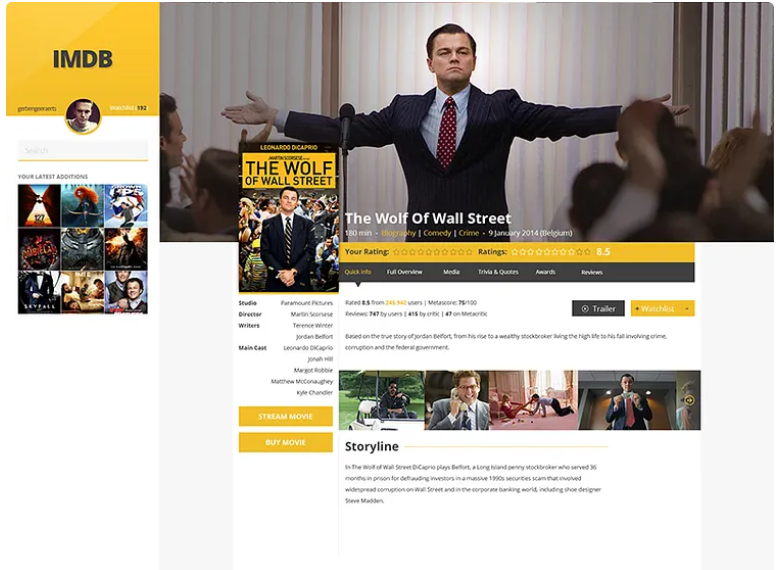 IMDB
gerbengeeraerts
Watchlist 192
Search
YOUR LATEST ADDITIONS
127
SKYFALL
LEONARDO DiCAPRIO
THE WOLF
OF WALL STREET
The Wolf Of Wall Street
180 min - Biography | Comedy | Crime - 9 January 2014 (Belgium)
Your Rating: Ratings: 8.5
Quick info Full Overview Media Trivia & Quotes Awards Reviews
Studio Paramount Pictures
Director Martin Scorsese
Writers Terence Winter
Jordan Belfort
Main Cast Leonardo DiCaprio
Jonah Hill
Margot Robbie
Matthew McConaughey
Kyle Chandler
STREAM MOVIE
BUY MOVIE
Rated 8.5 from 246.943 users | Metascore: 75/100
Reviews: 747 by users | 415 by critic | 47 on Metacritic
Trailer
+ Watchlist
Based on the true story of Jordan Belfort, from his rise to a wealthy stockbroker living the high life to his fall involving crime,
corruption and the federal government.
Storyline
In The Wolf of Wall Street DiCaprio plays Belfort, a Long Island penny stockbroker who served 36
months in prison for defrauding investors in a massive 1990s securities scam that involved
widespread corruption on Wall Street and in the corporate banking world, including shoe designer
Steve Madden.